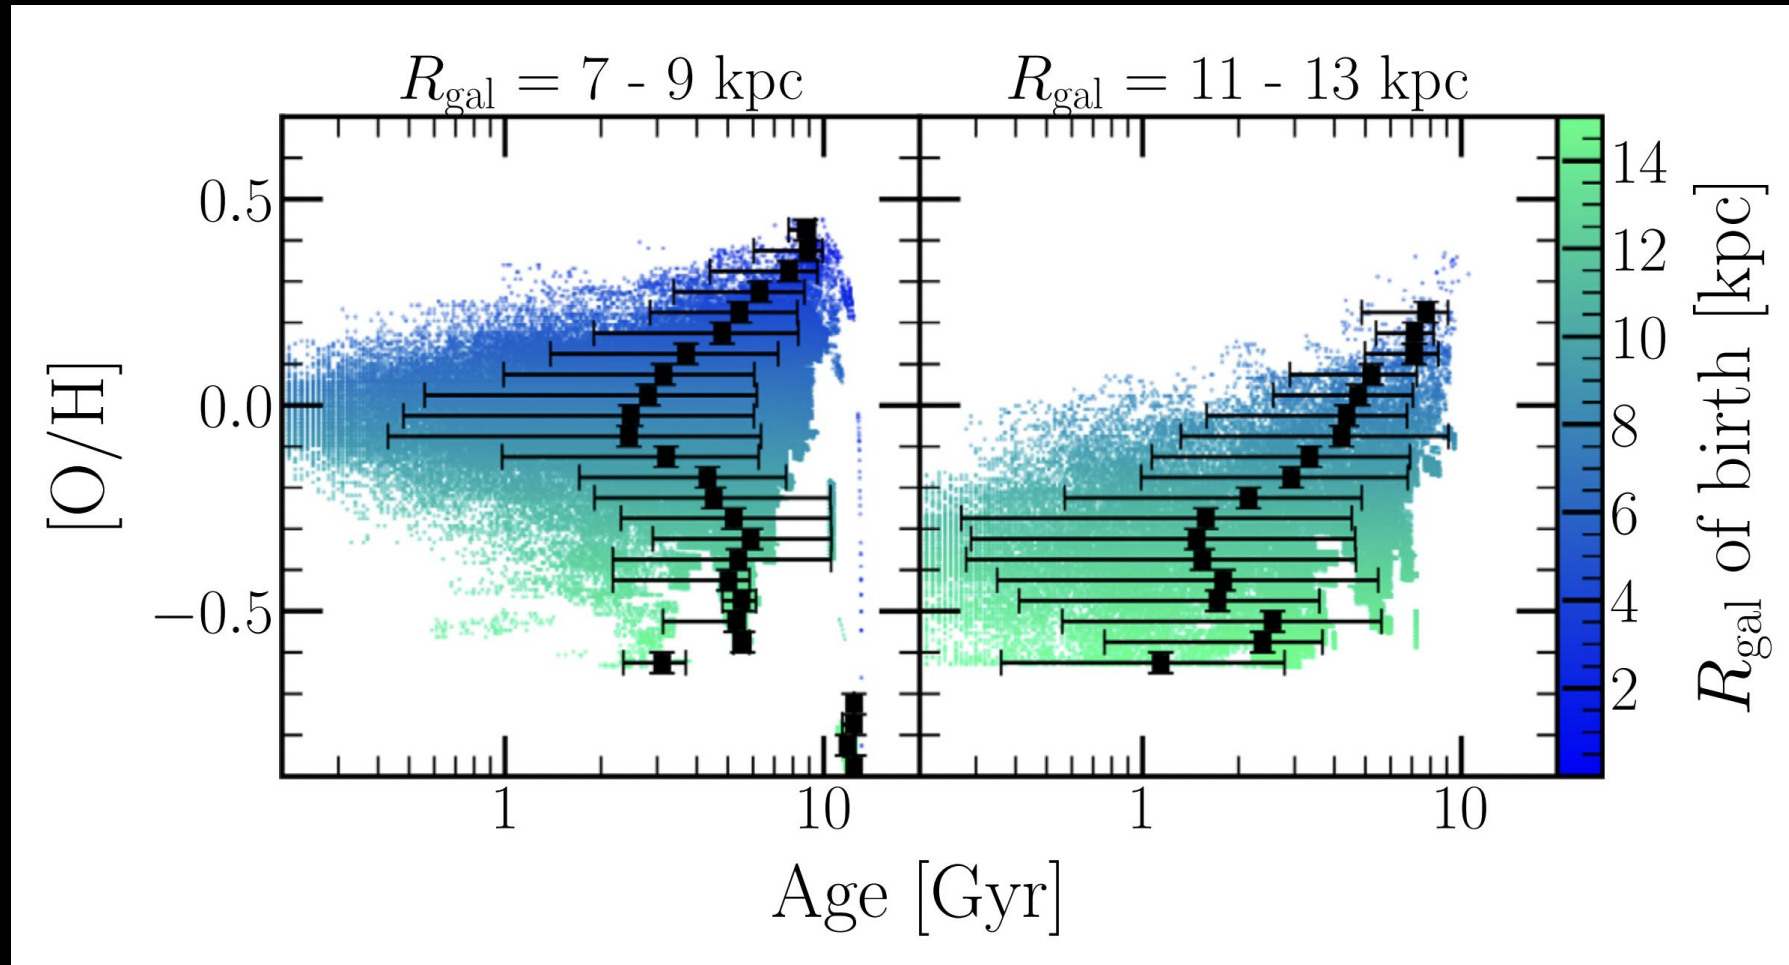 R_gal = 7 - 9 kpc
R_gal = 11 - 13 kpc
[O/H]
0.5
0.0
−0.5
1
10
1
10
Age [Gyr]
14
12
10
8
6
4
2
R_gal of birth [kpc]